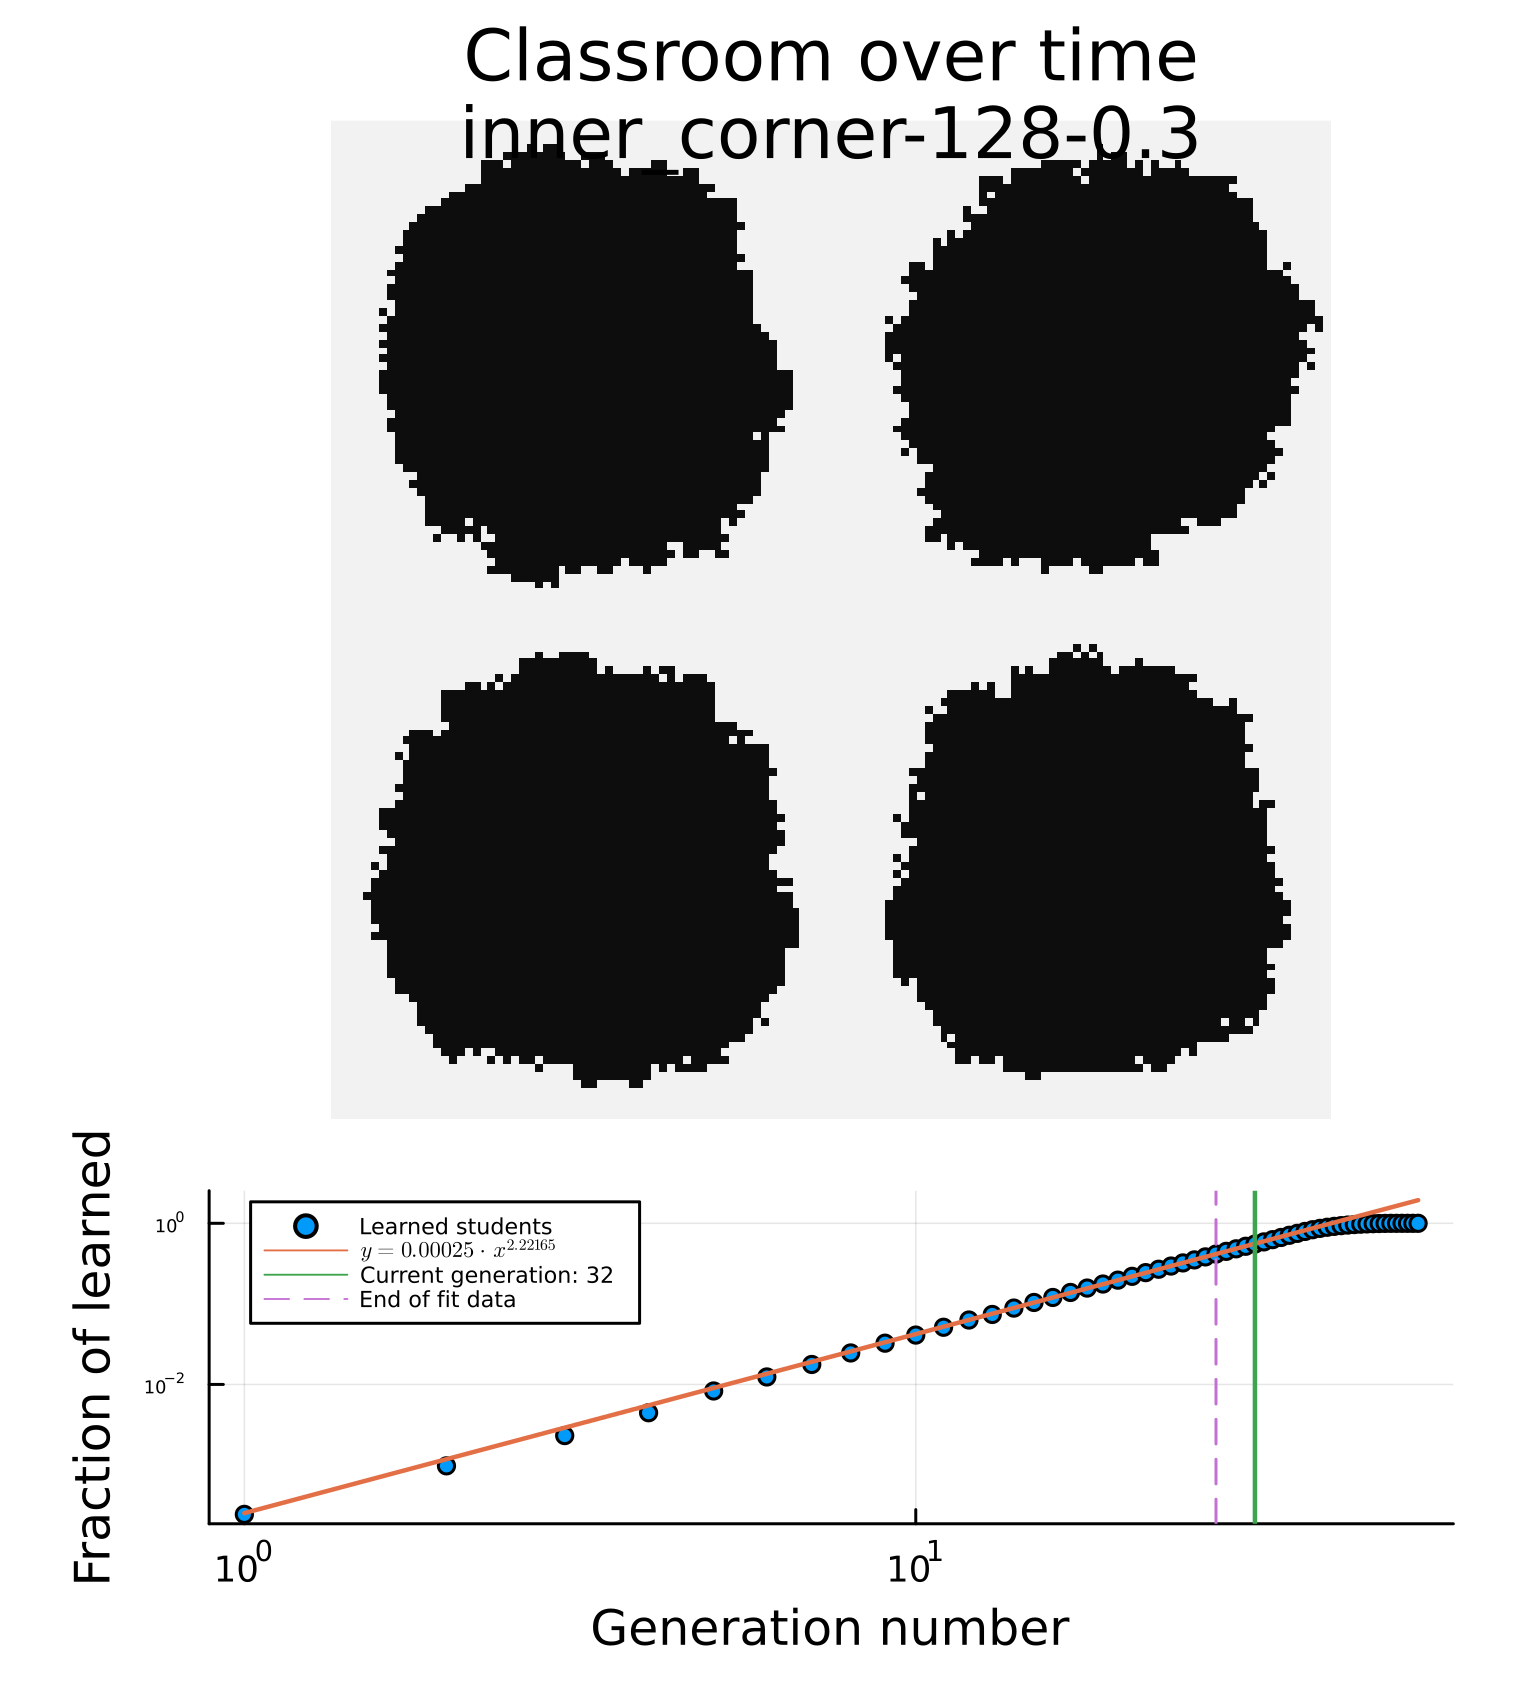 Classroom over time
inner_corner-128-0.3
Fraction of learned
10^0
10^-2
Learned students
y = 0.00025 · x^2.22165
Current generation: 32
End of fit data
10^0
10^1
Generation number